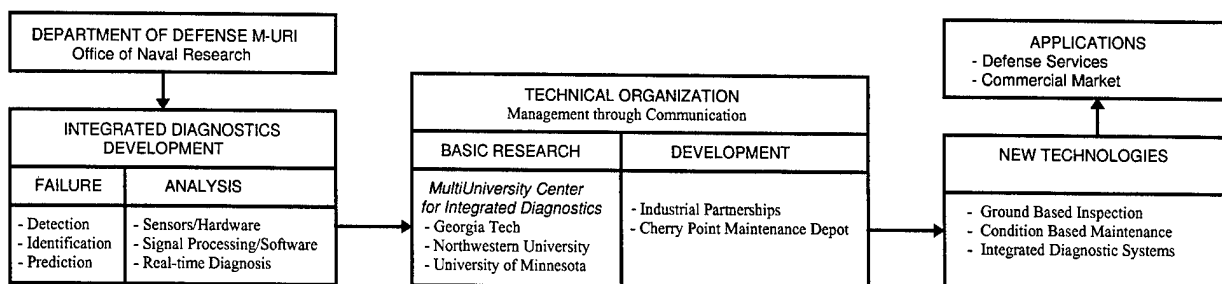 DEPARTMENT OF DEFENSE M-URI
Office of Naval Research
INTEGRATED DIAGNOSTICS
DEVELOPMENT
FAILURE
- Detection
- Identification
- Prediction
ANALYSIS
- Sensors/Hardware
- Signal Processing/Software
- Real-time Diagnosis
TECHNICAL ORGANIZATION
Management through Communication
BASIC RESEARCH
MultiUniversity Center
for Integrated Diagnostics
- Georgia Tech
- Northwestern University
- University of Minnesota
DEVELOPMENT
- Industrial Partnerships
- Cherry Point Maintenance Depot
APPLICATIONS
- Defense Services
- Commercial Market
NEW TECHNOLOGIES
- Ground Based Inspection
- Condition Based Maintenance
- Integrated Diagnostic Systems